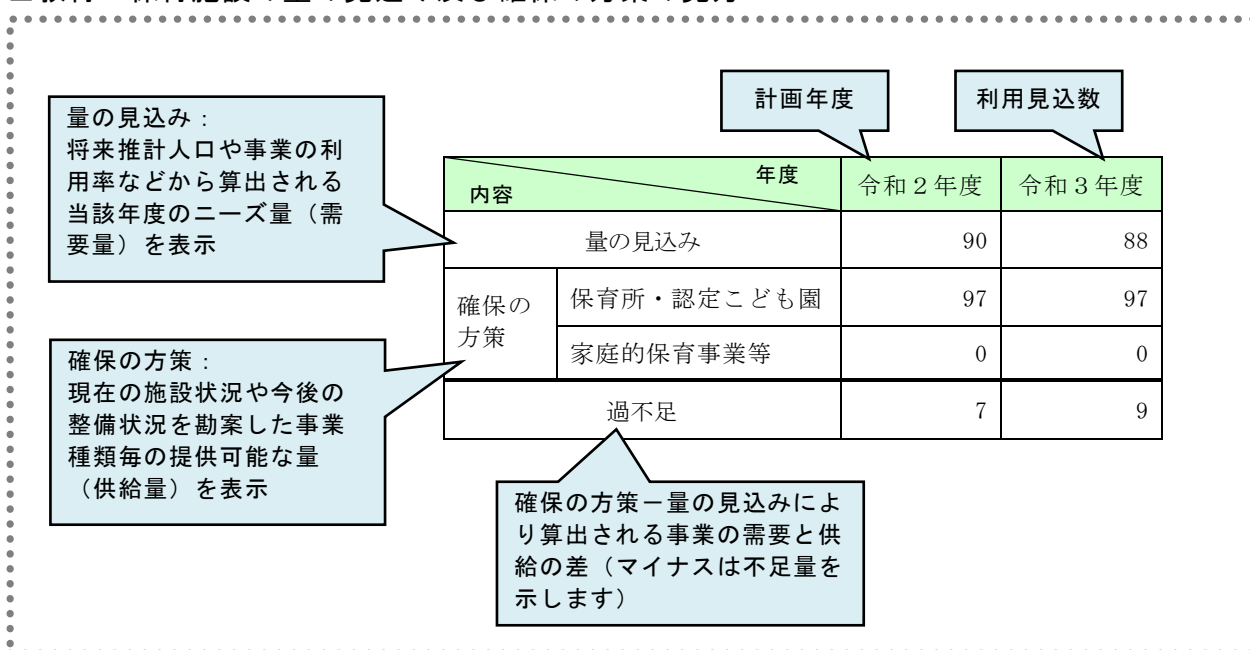 計画年度
利用見込数
量の見込み：
将来推計人口や事業の利
用率などから算出される
当該年度のニーズ量（需
要量）を表示
年度
内容
令和２年度
令和３年度
量の見込み
90
88
確保の
方策
保育所・認定こども園
97
97
家庭的保育事業等
0
0
過不足
7
9
確保の方策：
現在の施設状況や今後の
整備状況を勘案した事業
種類毎の提供可能な量
（供給量）を表示
確保の方策－量の見込みによ
り算出される事業の需要と供
給の差（マイナスは不足量を
示します）